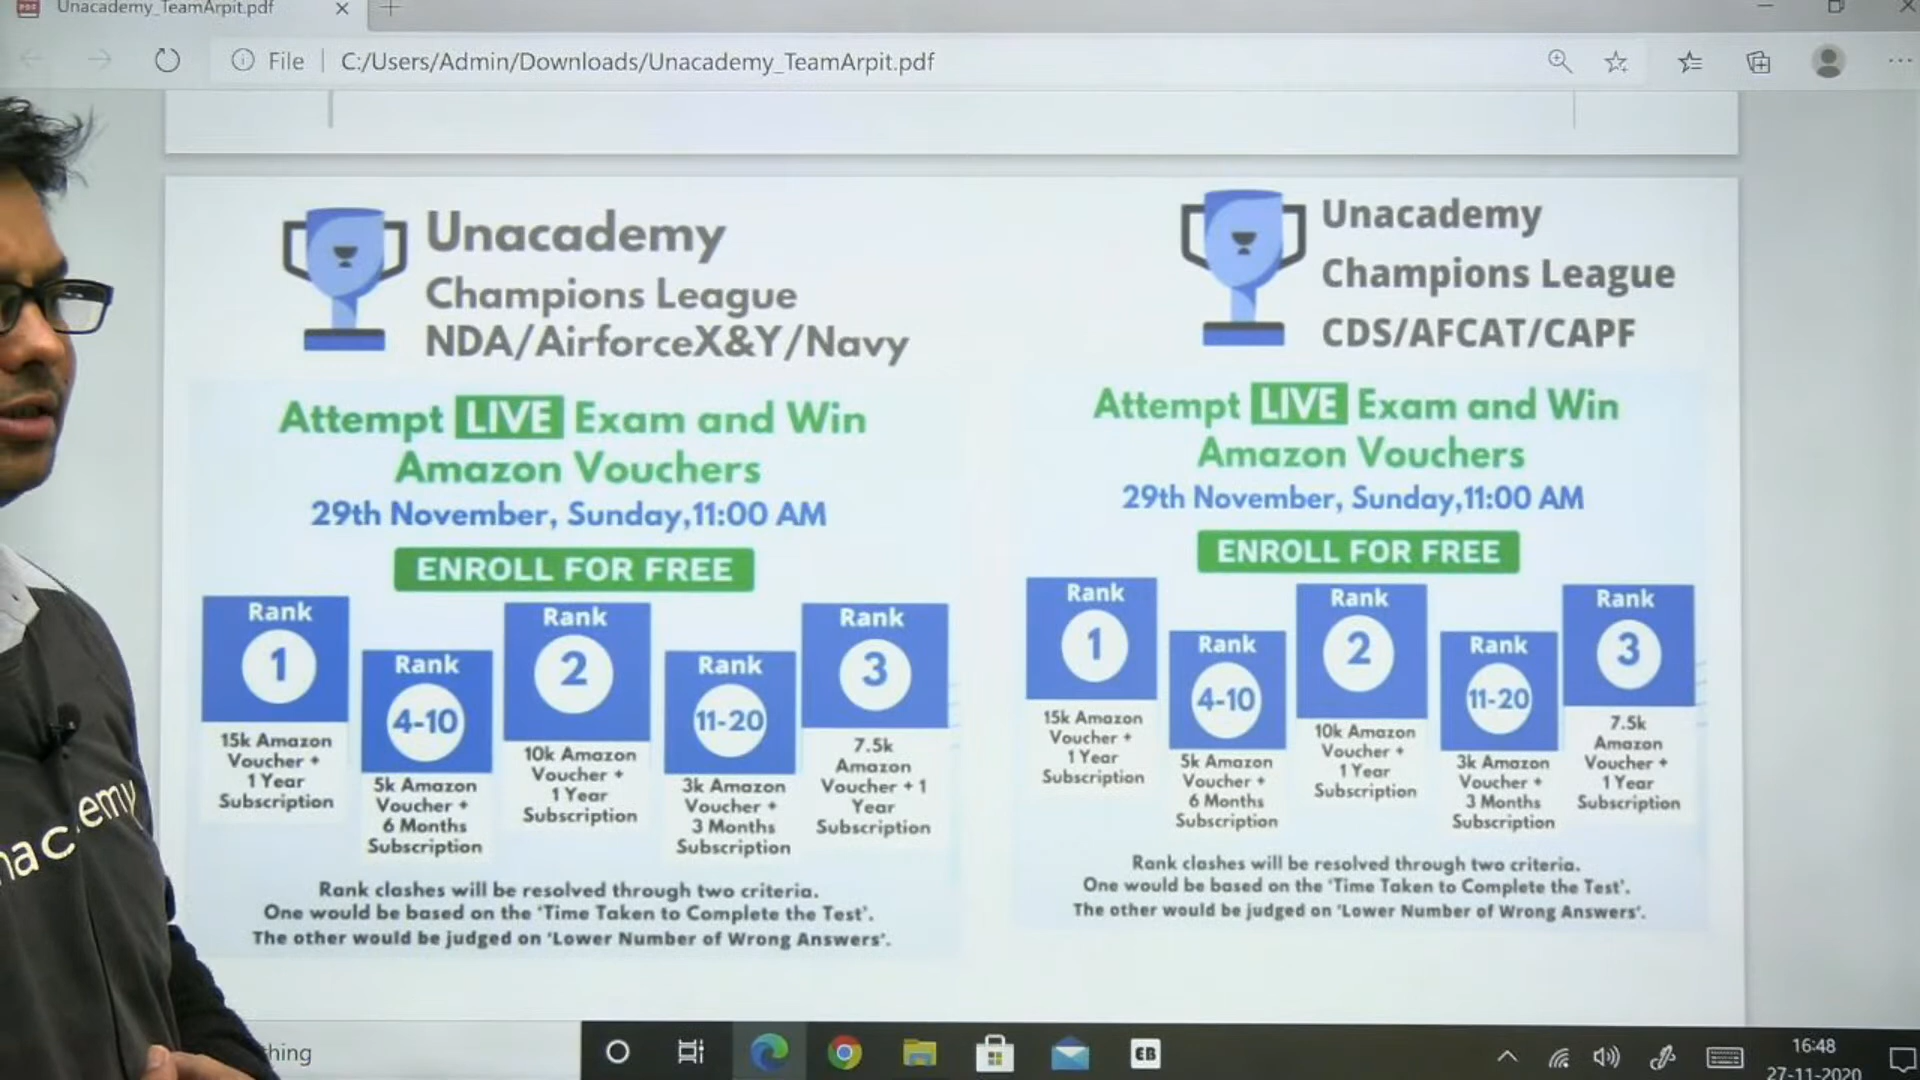 Unacademy_TeamArpit.pdf
File
C:/Users/Admin/Downloads/Unacademy_TeamArpit.pdf
Unacademy
Champions League
NDA/AirforceX&Y/Navy
Attempt LIVE Exam and Win
Amazon Vouchers
29th November, Sunday,11:00 AM
ENROLL FOR FREE
Rank
1
15k Amazon
Voucher +
1 Year
Subscription
Rank
4-10
5k Amazon
Voucher +
6 Months
Subscription
Rank
2
10k Amazon
Voucher +
1 Year
Subscription
Rank
11-20
3k Amazon
Voucher +
3 Months
Subscription
Rank
3
7.5k
Amazon
Voucher + 1
Year
Subscription
Rank clashes will be resolved through two criteria.
One would be based on the 'Time Taken to Complete the Test'.
The other would be judged on 'Lower Number of Wrong Answers'.
Unacademy
Champions League
CDS/AFCAT/CAPF
Attempt LIVE Exam and Win
Amazon Vouchers
29th November, Sunday,11:00 AM
ENROLL FOR FREE
Rank
1
15k Amazon
Voucher +
1 Year
Subscription
Rank
4-10
5k Amazon
Voucher +
6 Months
Subscription
Rank
2
10k Amazon
Voucher +
1 Year
Subscription
Rank
11-20
3k Amazon
Voucher +
3 Months
Subscription
Rank
3
7.5k
Amazon
Voucher +
1 Year
Subscription
Rank clashes will be resolved through two criteria.
One would be based on the 'Time Taken to Complete the Test'.
The other would be judged on 'Lower Number of Wrong Answers'.
nacademy
hing
EB
16:48
27-11-2020